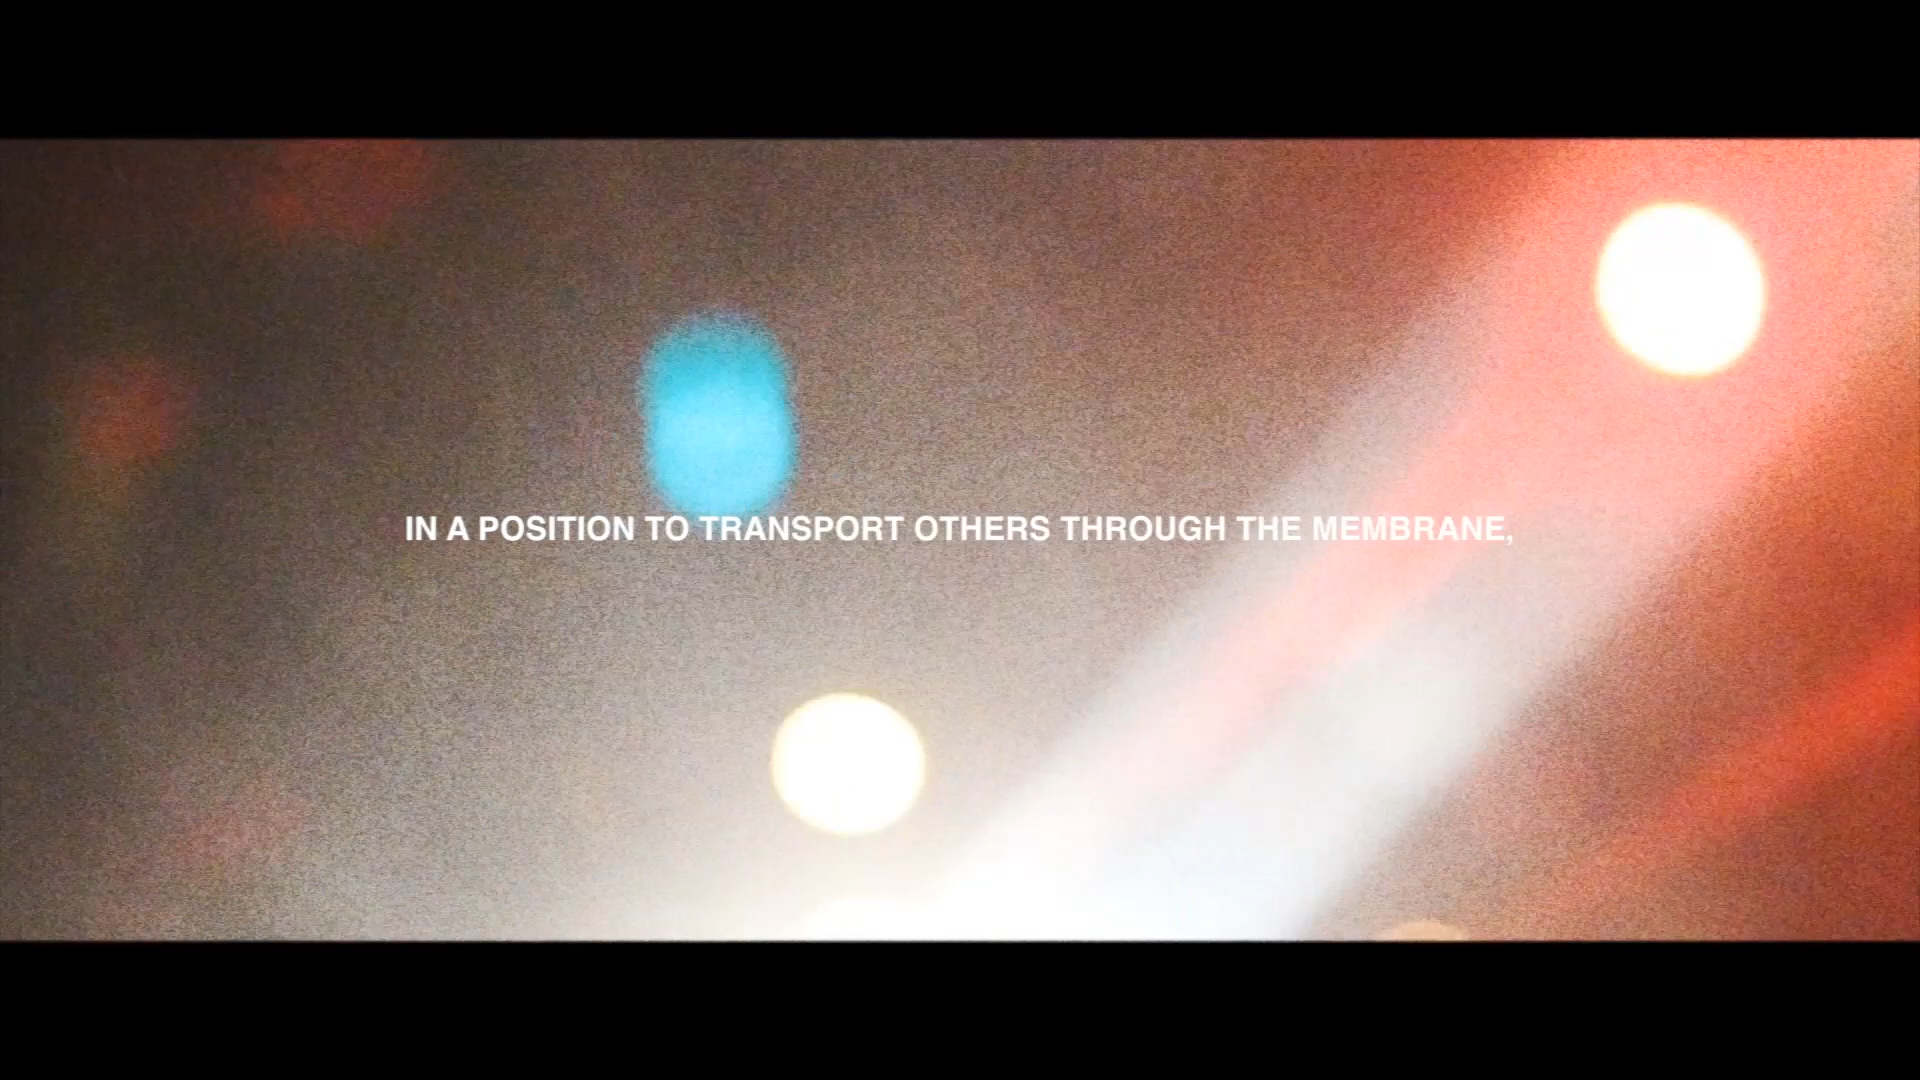 IN A POSITION TO TRANSPORT OTHERS THROUGH THE MEMBRANE,